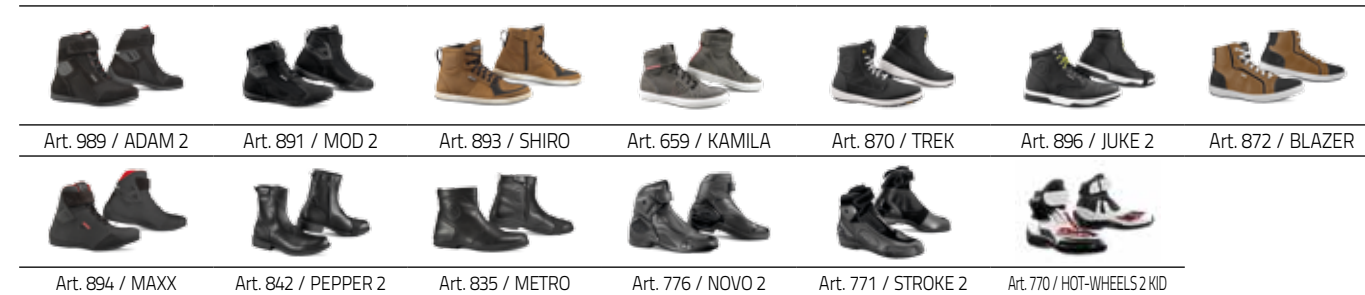 Art. 989 / ADAM 2
Art. 891 / MOD 2
Art. 893 / SHIRO
Art. 659 / KAMILA
Art. 870 / TREK
Art. 896 / JUKE 2
Art. 872 / BLAZER
Art. 894 / MAXX
Art. 842 / PEPPER 2
Art. 835 / METRO
Art. 776 / NOVO 2
Art. 771 / STROKE 2
Art. 770 / HOT-WHEELS 2 KID